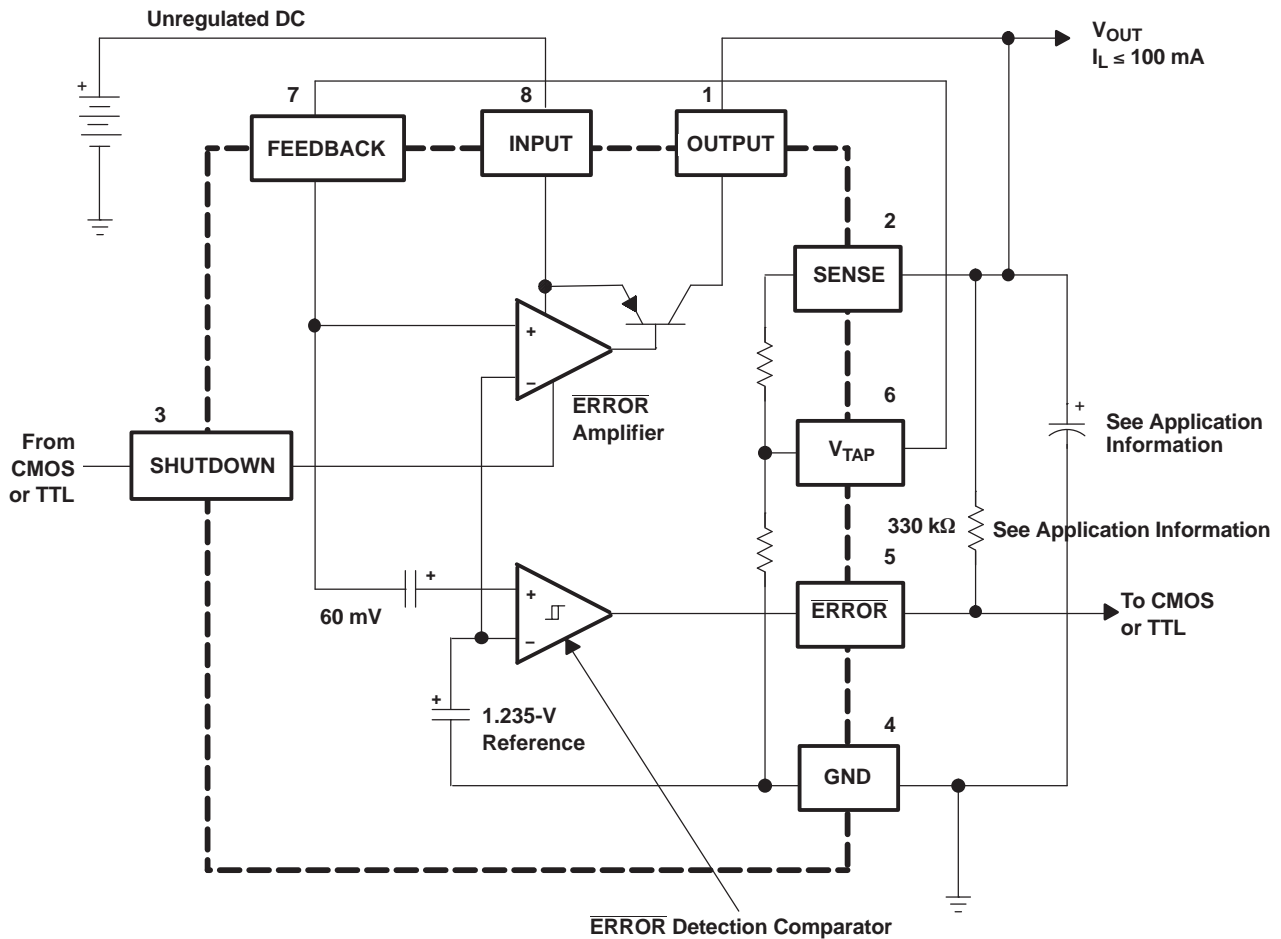 Unregulated DC
VOUT
IL ≤ 100 mA
+
7
8
1
FEEDBACK
INPUT
OUTPUT
2
SENSE
+
−
ERROR
Amplifier
6
VTAP
+
See Application
Information
3
From
CMOS
or TTL
SHUTDOWN
330 kΩ
See Application Information
5
+
60 mV
+
−
ERROR
To CMOS
or TTL
+
1.235-V
Reference
4
GND
ERROR Detection Comparator